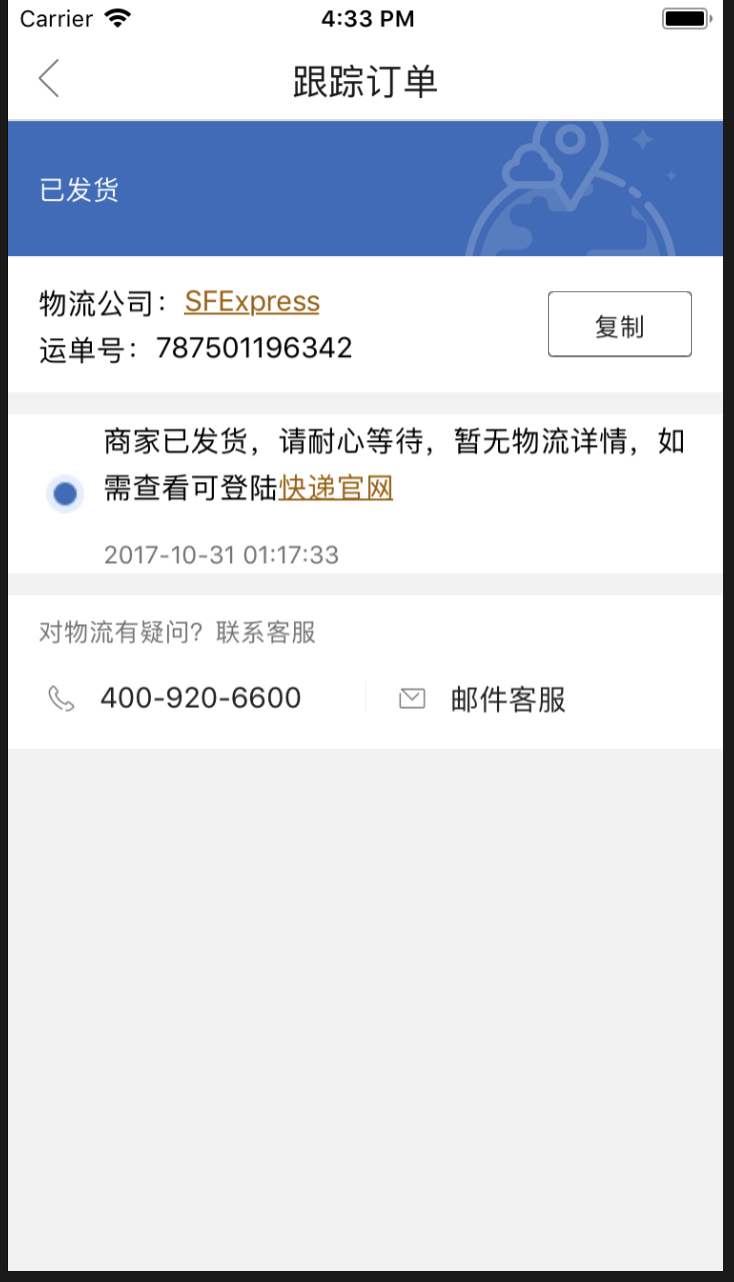 Carrier 4:33 PM
跟踪订单
已发货
物流公司：SFExpress
运单号：787501196342
复制
商家已发货，请耐心等待，暂无物流详情，如
需查看可登陆快递官网
2017-10-31 01:17:33
对物流有疑问？联系客服
400-920-6600 邮件客服